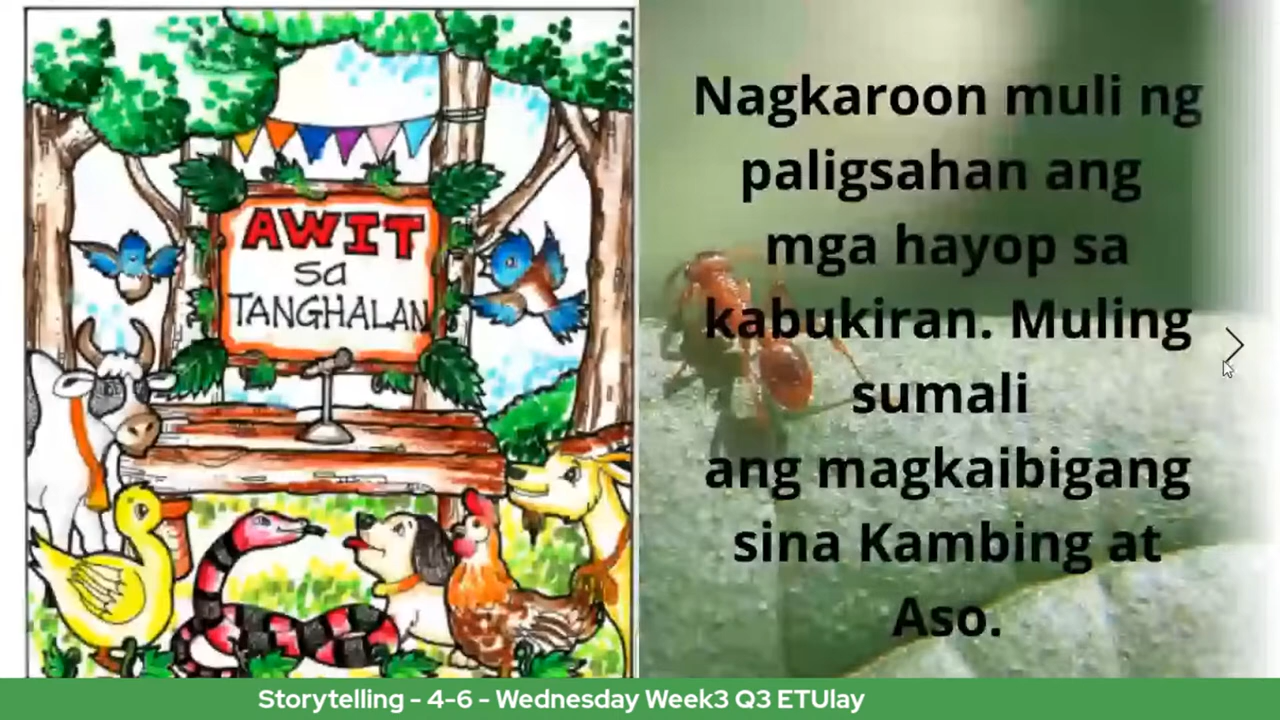 AWIT
sa
TANGHALAN
Nagkaroon muli ng
paligsahan ang
mga hayop sa
kabukiran. Muling
sumali
ang magkaibigang
sina Kambing at
Aso.
Storytelling - 4-6 - Wednesday Week3 Q3 ETUlay